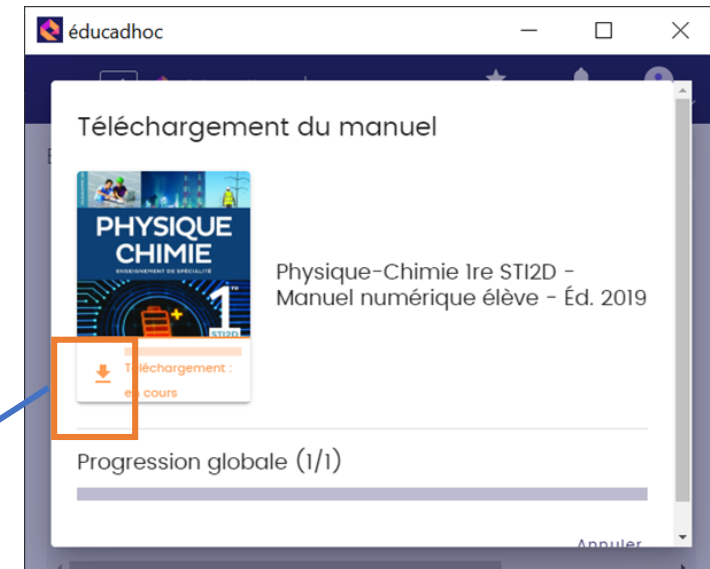 éducadhoc
Téléchargement du manuel
PHYSIQUE
CHIMIE
ENSEIGNEMENT DE SPÉCIALITÉ
1RE
STI2D
Téléchargement :
en cours
Physique-Chimie 1re STI2D -
Manuel numérique élève - Éd. 2019
Progression globale (1/1)
Annuler